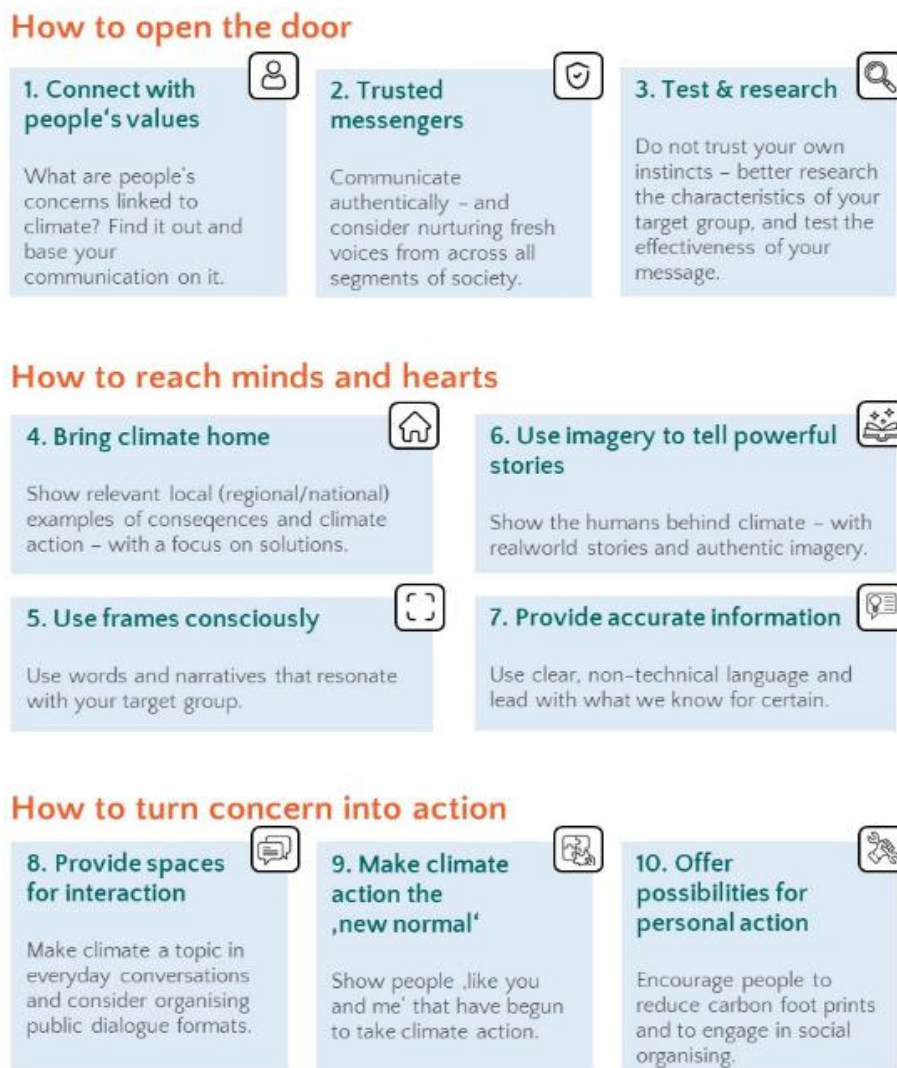 How to open the door
1. Connect with
people‘s values
What are people's
concerns linked to
climate? Find it out and
base your
communication on it.
2. Trusted
messengers
Communicate
authentically – and
consider nurturing fresh
voices from across all
segments of society.
3. Test & research
Do not trust your own
instincts – better research
the characteristics of your
target group, and test the
effectiveness of your
message.
How to reach minds and hearts
4. Bring climate home
Show relevant local (regional/national)
examples of conseqences and climate
action – with a focus on solutions.
5. Use frames consciously
Use words and narratives that resonate
with your target group.
6. Use imagery to tell powerful
stories
Show the humans behind climate – with
realworld stories and authentic imagery.
7. Provide accurate information
Use clear, non-technical language and
lead with what we know for certain.
How to turn concern into action
8. Provide spaces
for interaction
Make climate a topic in
everyday conversations
and consider organising
public dialogue formats.
9. Make climate
action the
‚new normal‘
Show people ‚like you
and me‘ that have begun
to take climate action.
10. Offer
possibilities for
personal action
Encourage people to
reduce carbon foot prints
and to engage in social
organising.